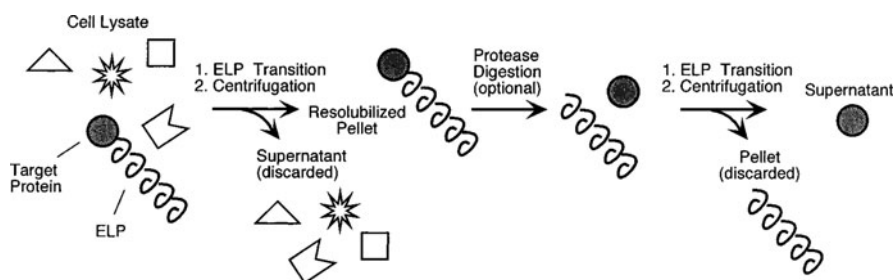 Cell Lysate
1. ELP Transition
2. Centrifugation
Target
Protein
ELP
Supernatant
(discarded)
Resolubilized
Pellet
Protease
Digestion
(optional)
1. ELP Transition
2. Centrifugation
Supernatant
Pellet
(discarded)